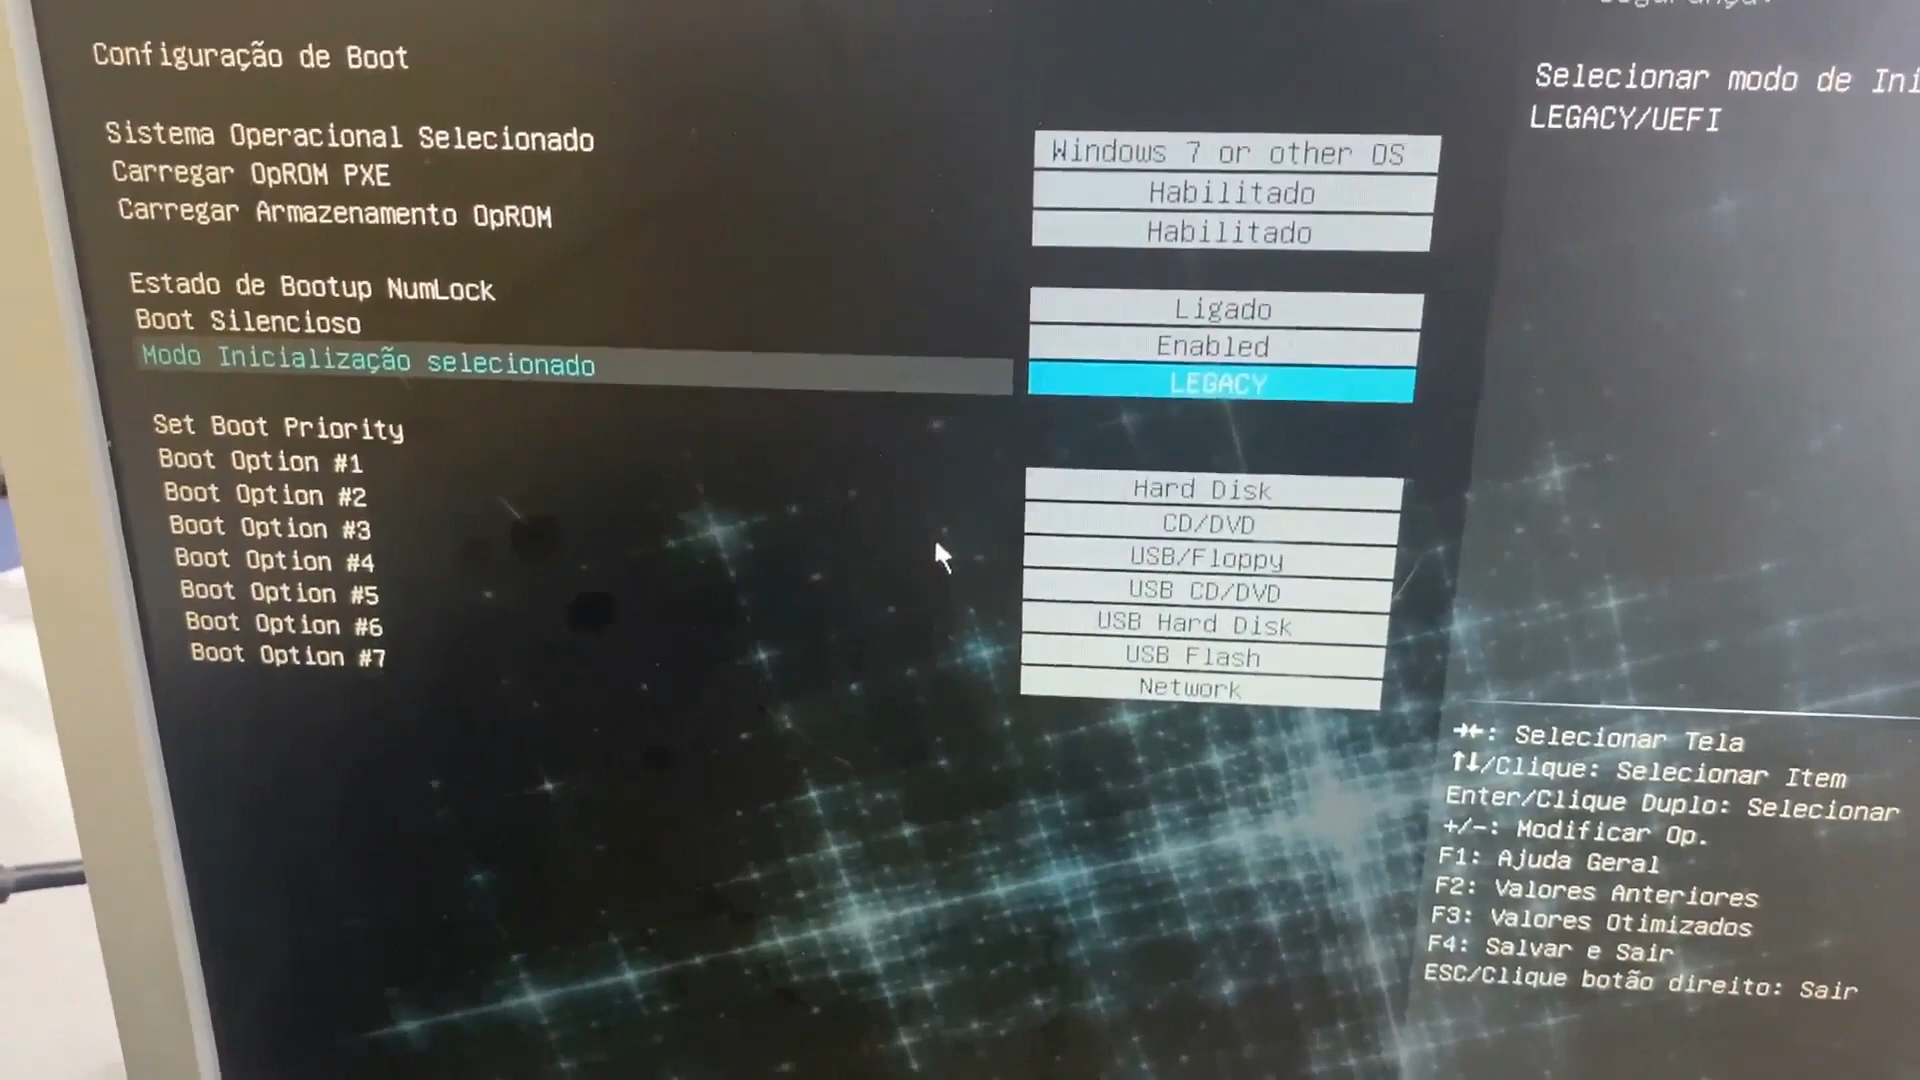 Configuração de Boot
Sistema Operacional Selecionado
Windows 7 or other OS
Carregar OpROM PXE
Habilitado
Carregar Armazenamento OpROM
Habilitado
Estado de Bootup NumLock
Ligado
Boot Silencioso
Enabled
Modo Inicialização selecionado
LEGACY
Set Boot Priority
Boot Option #1
Hard Disk
Boot Option #2
CD/DVD
Boot Option #3
USB/Floppy
Boot Option #4
USB CD/DVD
Boot Option #5
USB Hard Disk
Boot Option #6
USB Flash
Boot Option #7
Network
Selecionar modo de Ini
LEGACY/UEFI
→←: Selecionar Tela
↑↓/Clique: Selecionar Item
Enter/Clique Duplo: Selecionar
+/-: Modificar Op.
F1: Ajuda Geral
F2: Valores Anteriores
F3: Valores Otimizados
F4: Salvar e Sair
ESC/Clique botão direito: Sair